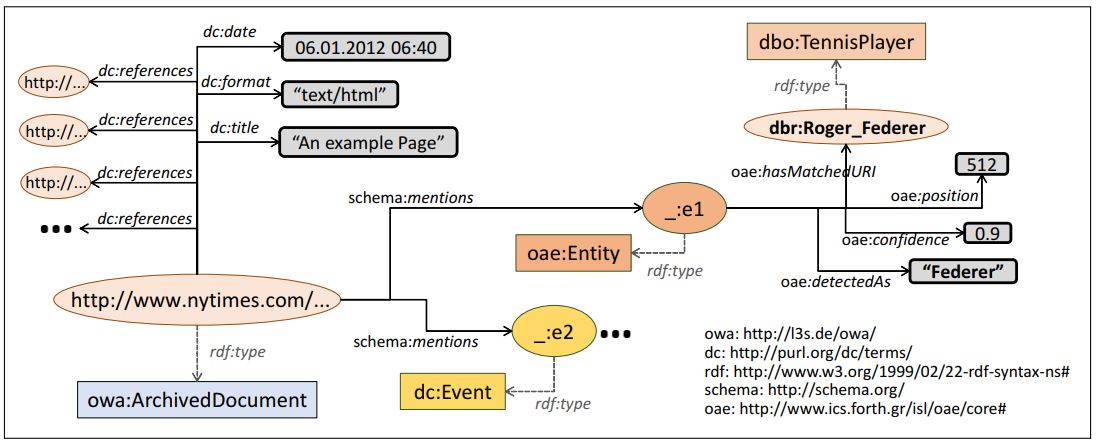 dc:date
06.01.2012 06:40
dc:references
http://...
dc:format
"text/html"
dc:references
http://...
dc:title
"An example Page"
dc:references
http://...
dc:references
...
http://www.nytimes.com/...
rdf:type
owa:ArchivedDocument
schema:mentions
_:e1
oae:Entity
rdf:type
schema:mentions
_:e2
...
dc:Event
rdf:type
dbo:TennisPlayer
rdf:type
dbr:Roger_Federer
oae:hasMatchedURI
512
oae:position
0.9
oae:confidence
"Federer"
oae:detectedAs
owa: http://l3s.de/owa/
dc: http://purl.org/dc/terms/
rdf: http://www.w3.org/1999/02/22-rdf-syntax-ns#
schema: http://schema.org/
oae: http://www.ics.forth.gr/isl/oae/core#